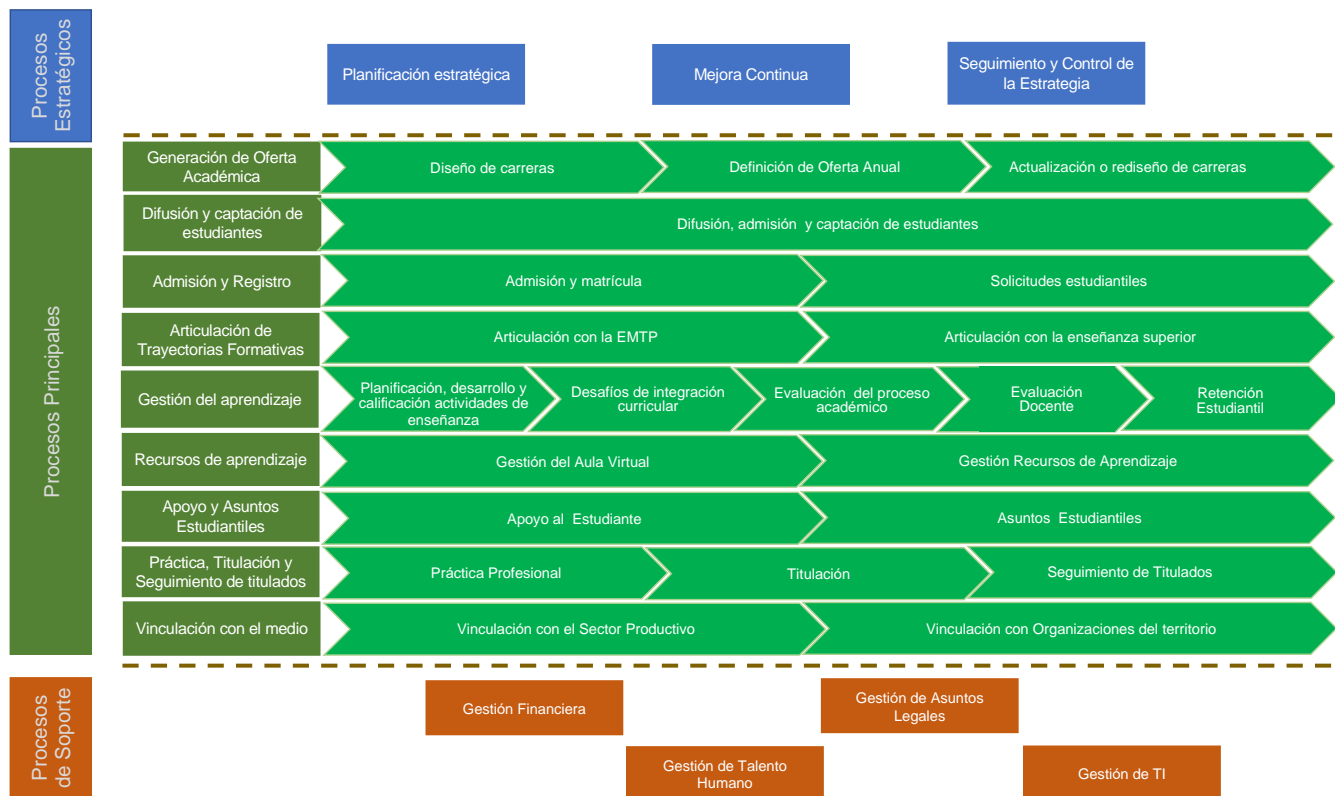 Procesos
Estratégicos
Planificación estratégica
Mejora Continua
Seguimiento y Control de
la Estrategia
Procesos Principales
Generación de Oferta
Académica
Diseño de carreras
Definición de Oferta Anual
Actualización o rediseño de carreras
Difusión y captación de
estudiantes
Difusión, admisión y captación de estudiantes
Admisión y Registro
Admisión y matrícula
Solicitudes estudiantiles
Articulación de
Trayectorias Formativas
Articulación con la EMTP
Articulación con la enseñanza superior
Gestión del aprendizaje
Planificación, desarrollo y
calificación actividades de
enseñanza
Desafíos de integración
curricular
Evaluación del proceso
académico
Evaluación
Docente
Retención
Estudiantil
Recursos de aprendizaje
Gestión del Aula Virtual
Gestión Recursos de Aprendizaje
Apoyo y Asuntos
Estudiantiles
Apoyo al Estudiante
Asuntos Estudiantiles
Práctica, Titulación y
Seguimiento de titulados
Práctica Profesional
Titulación
Seguimiento de Titulados
Vinculación con el medio
Vinculación con el Sector Productivo
Vinculación con Organizaciones del territorio
Procesos
de Soporte
Gestión Financiera
Gestión de Talento
Humano
Gestión de Asuntos
Legales
Gestión de TI